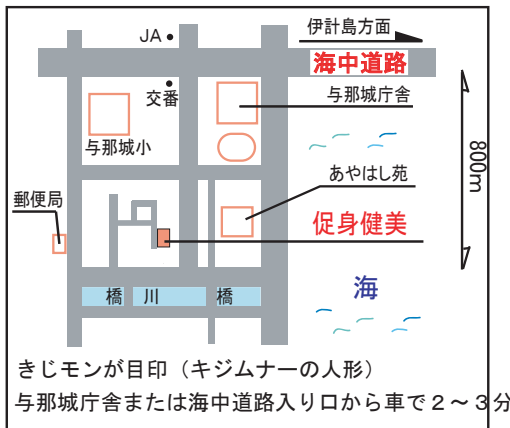 伊計島方面
JA
海中道路
交番
与那城庁舎
与那城小
800m
あやはし苑
郵便局
促身健美
海
橋 川 橋
きじモンが目印（キジムナーの人形）
与那城庁舎または海中道路入り口から車で２～３分